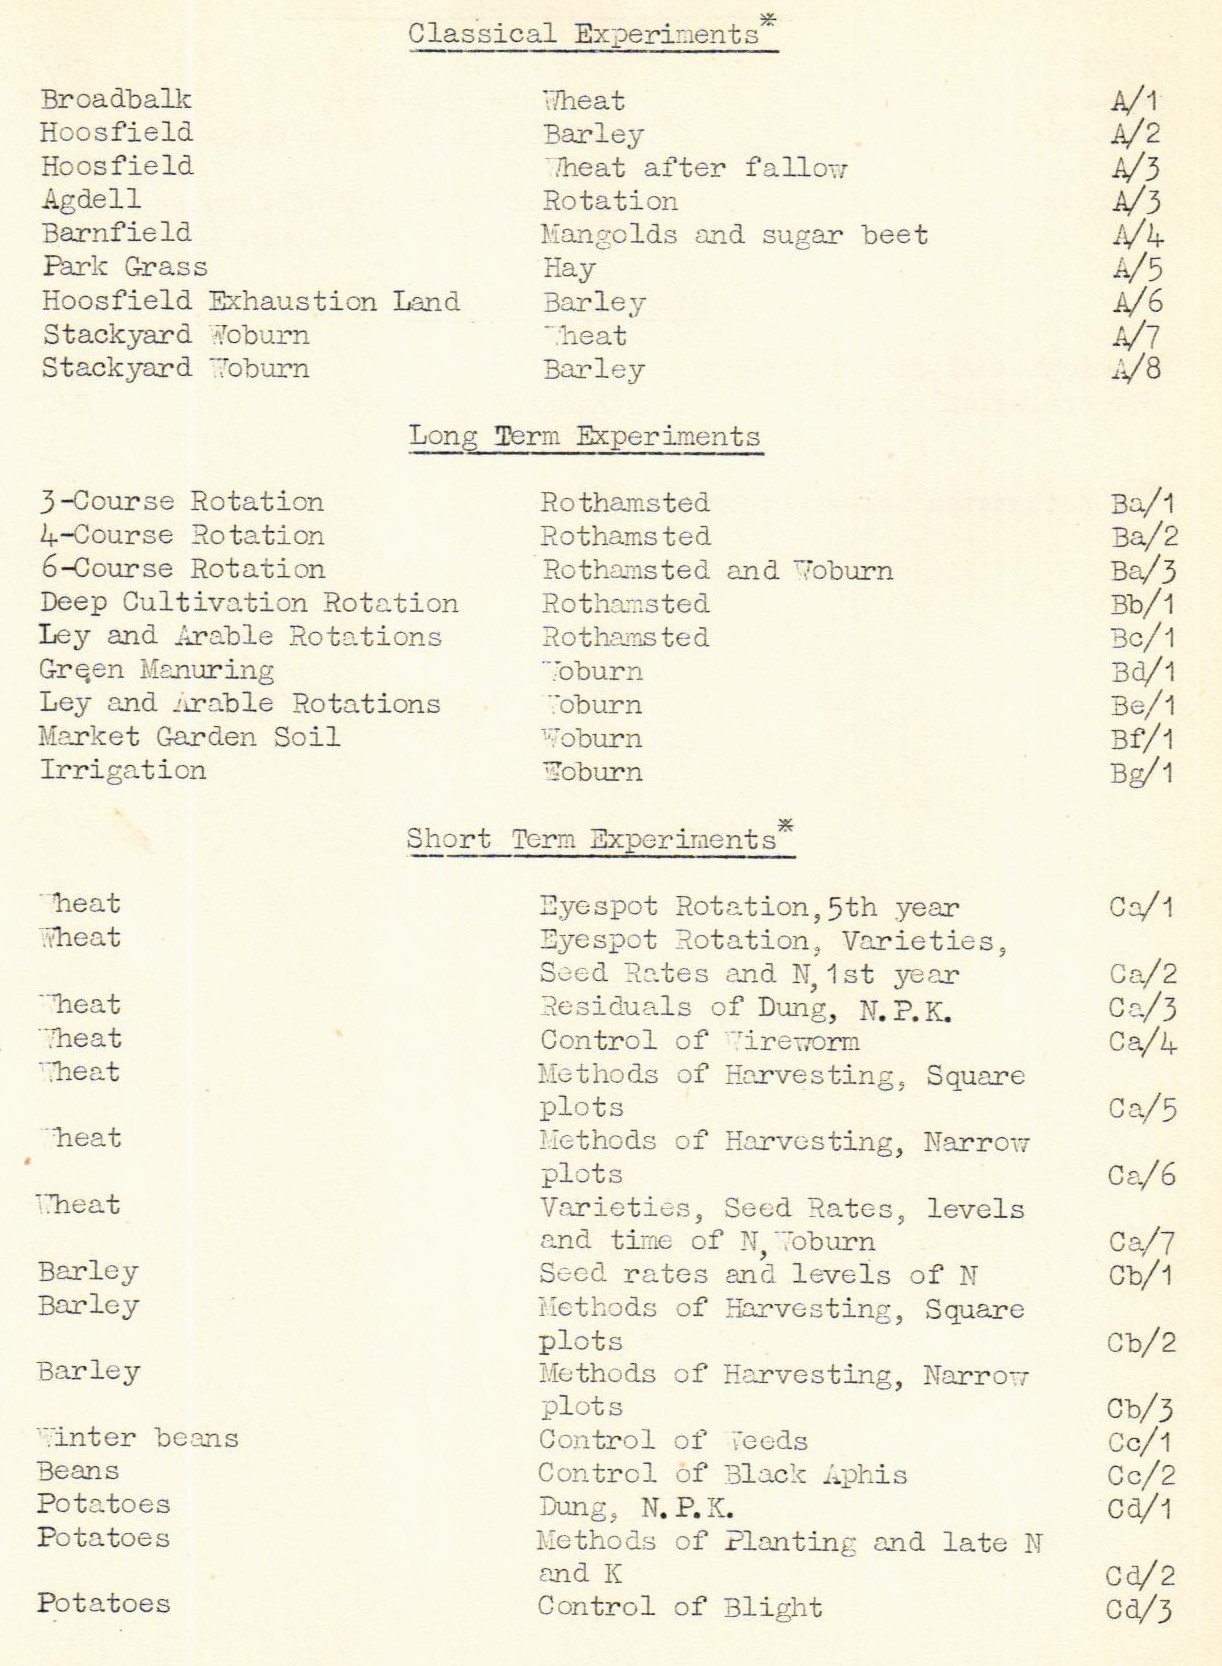 Classical Experiments*
Broadbalk Wheat A/1
Hoosfield Barley A/2
Hoosfield Wheat after fallow A/3
Agdell Rotation A/3
Barnfield Mangolds and sugar beet A/4
Park Grass Hay A/5
Hoosfield Exhaustion Land Barley A/6
Stackyard Woburn Wheat A/7
Stackyard Woburn Barley A/8
Long Term Experiments
3-Course Rotation Rothamsted Ba/1
4-Course Rotation Rothamsted Ba/2
6-Course Rotation Rothamsted and Woburn Ba/3
Deep Cultivation Rotation Rothamsted Bb/1
Ley and Arable Rotations Rothamsted Bc/1
Green Manuring Woburn Bd/1
Ley and Arable Rotations Woburn Be/1
Market Garden Soil Woburn Bf/1
Irrigation Woburn Bg/1
Short Term Experiments*
Wheat Eyespot Rotation, 5th year Ca/1
Wheat Eyespot Rotation, Varieties,
Seed Rates and N, 1st year Ca/2
Wheat Residuals of Dung, N.P.K. Ca/3
Wheat Control of Wireworm Ca/4
Wheat Methods of Harvesting, Square
plots Ca/5
Wheat Methods of Harvesting, Narrow
plots Ca/6
Wheat Varieties, Seed Rates, levels
and time of N, Woburn Ca/7
Barley Seed rates and levels of N Cb/1
Barley Methods of Harvesting, Square
plots Cb/2
Barley Methods of Harvesting, Narrow
plots Cb/3
Winter beans Control of Weeds Cc/1
Beans Control of Black Aphis Cc/2
Potatoes Dung, N.P.K. Cd/1
Potatoes Methods of Planting and late N
and K Cd/2
Potatoes Control of Blight Cd/3